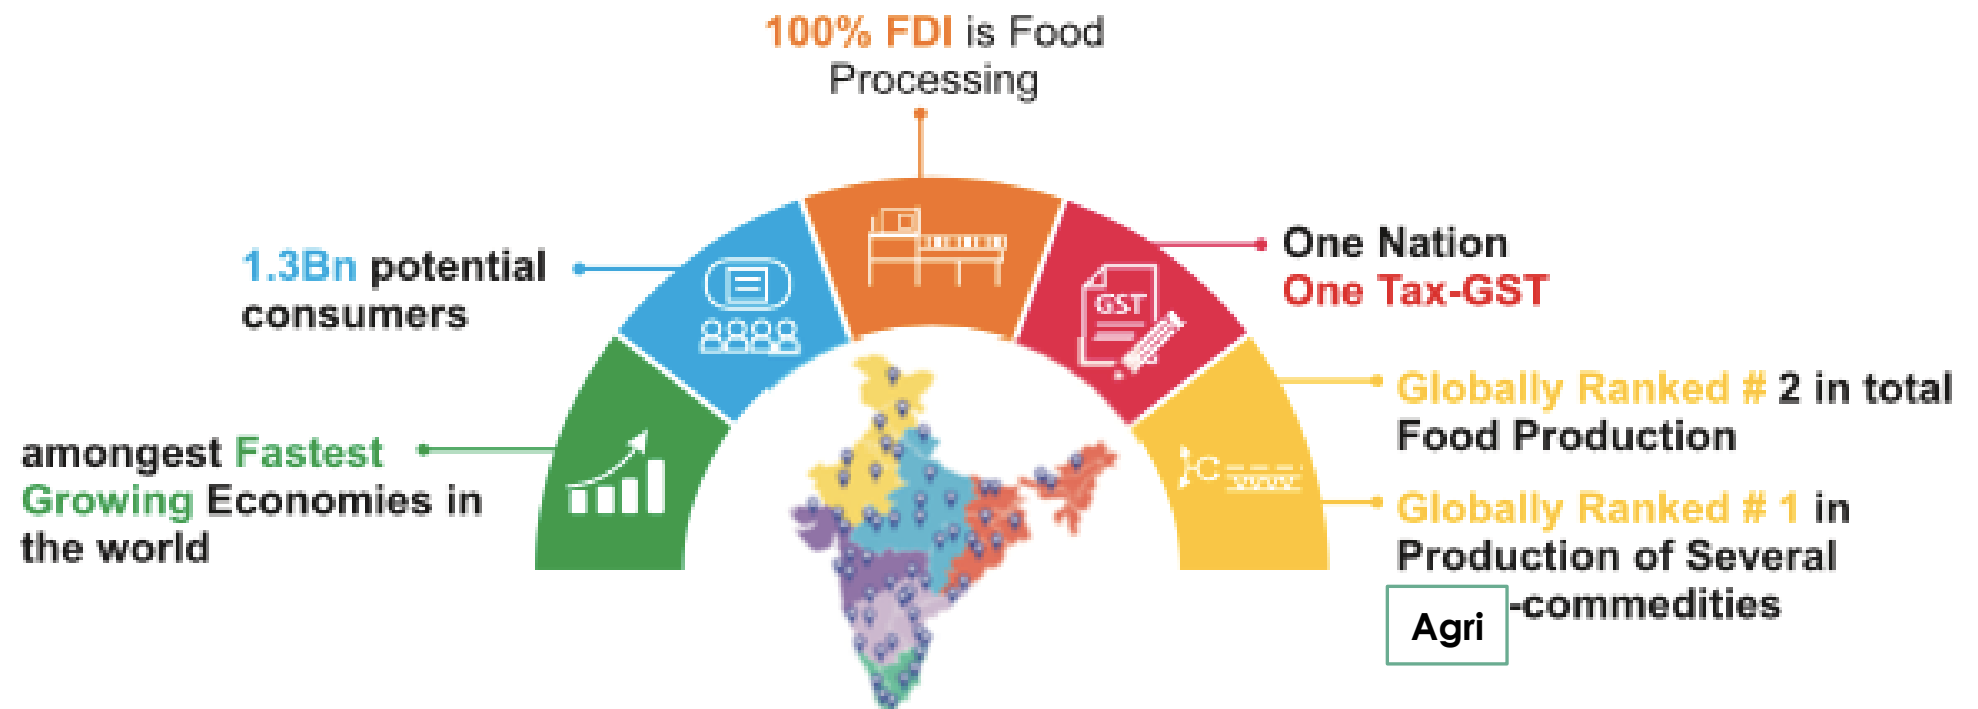 100% FDI is Food
Processing
1.3Bn potential
consumers
One Nation
One Tax-GST
GST
amongest Fastest
Growing Economies in
the world
Globally Ranked # 2 in total
Food Production
Globally Ranked # 1 in
Production of Several
Agri -commedities